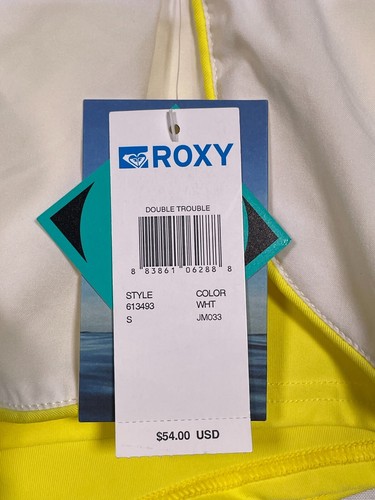 ROXY
DOUBLE TROUBLE
8 83861 06288 8
STYLE COLOR
613493 WHT
S JM033
$54.00 USD